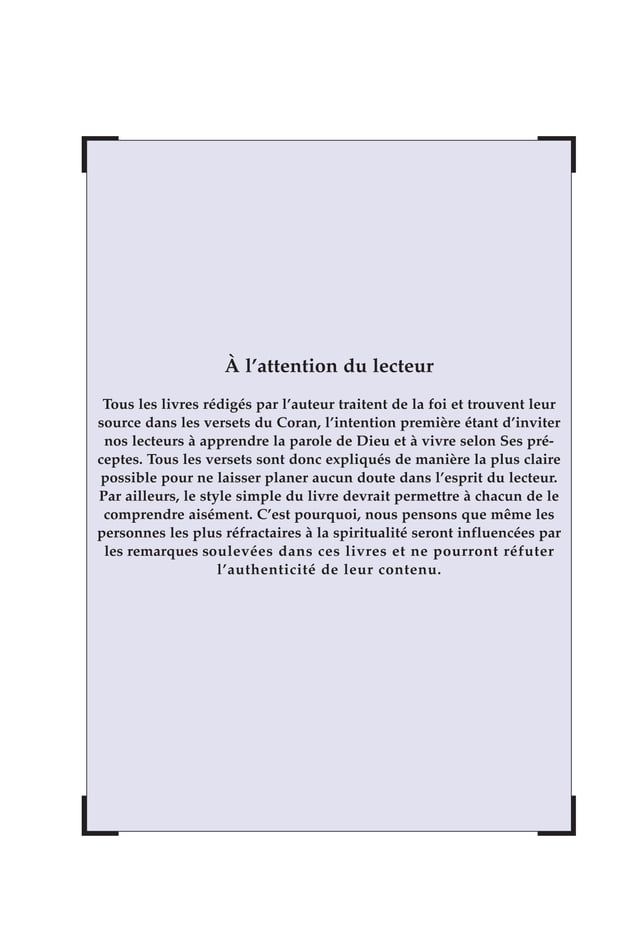 À l’attention du lecteur
Tous les livres rédigés par l’auteur traitent de la foi et trouvent leur
source dans les versets du Coran, l’intention première étant d’inviter
nos lecteurs à apprendre la parole de Dieu et à vivre selon Ses pré-
ceptes. Tous les versets sont donc expliqués de manière la plus claire
possible pour ne laisser planer aucun doute dans l’esprit du lecteur.
Par ailleurs, le style simple du livre devrait permettre à chacun de le
comprendre aisément. C’est pourquoi, nous pensons que même les
personnes les plus réfractaires à la spiritualité seront influencées par
les remarques soulevées dans ces livres et ne pourront réfuter
l’authenticité de leur contenu.